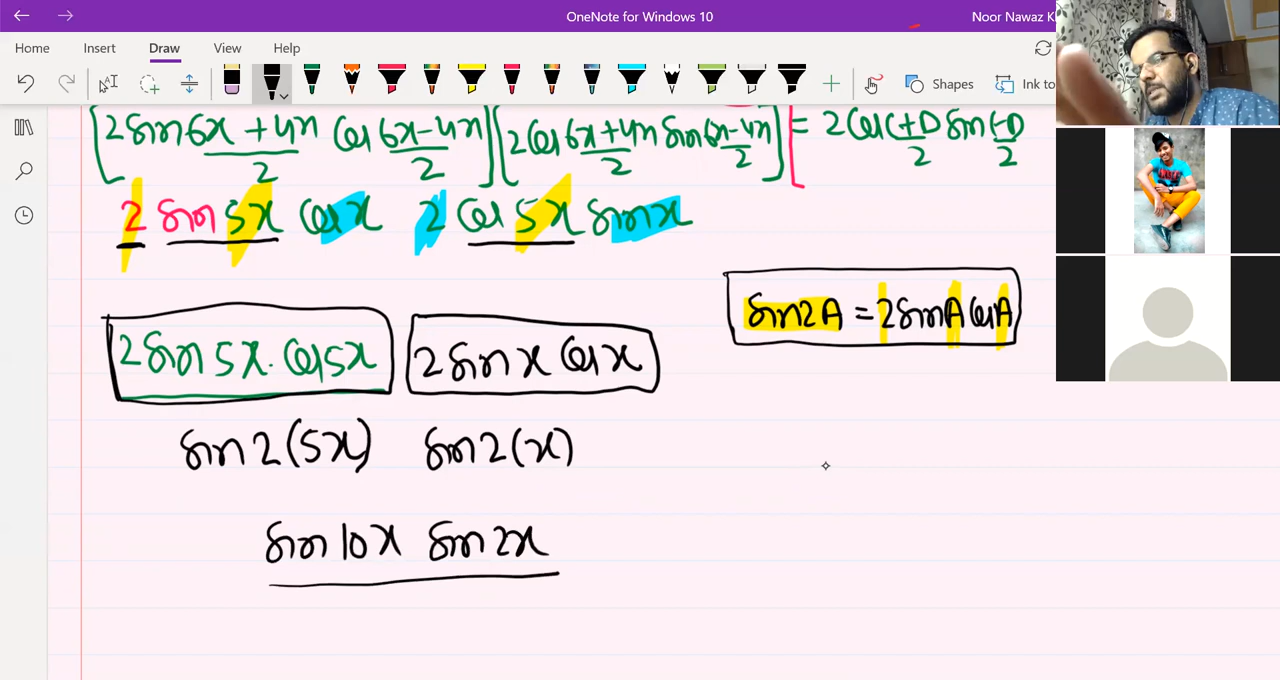 OneNote for Windows 10
Noor Nawaz K
Home Insert Draw View Help
Shapes Ink to
[2 sin 6x + 4x / 2 cos 6x - 4x / 2] [2 cos 6x + 4x / 2 sin 6x - 4x / 2] = 2 cos C + D / 2 sin C - D / 2
2 sin 5x cos x 2 cos 5x sin x
sin 2A = 2 sin A cos A
2 sin 5x . cos 5x 2 sin x cos x
sin 2(5x) sin 2(x)
sin 10x sin 2x